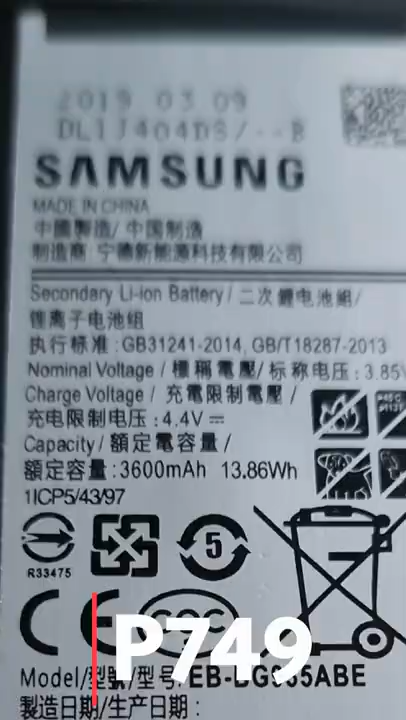 2019 03 09
SAMSUNG
MADE IN CHINA
中國製造/ 中国制造
制造商: 宁德新能源科技有限公司
Secondary Li-ion Battery / 二次鋰电池組/
锂离子电池组
执行标准 : GB31241-2014, GB/T18287-2013
Nominal Voltage / 標稱電壓/ 标称电压 : 3.85V
Charge Voltage / 充電限制電壓 /
充电限制电压 : 4.4V
Capacity / 額定電容量 /
额定容量 : 3600mAh 13.86Wh
1ICP5/43/97
5
R33475
CE CQC
P749
Model/型號/型号: 
製造日期/生产日期 :